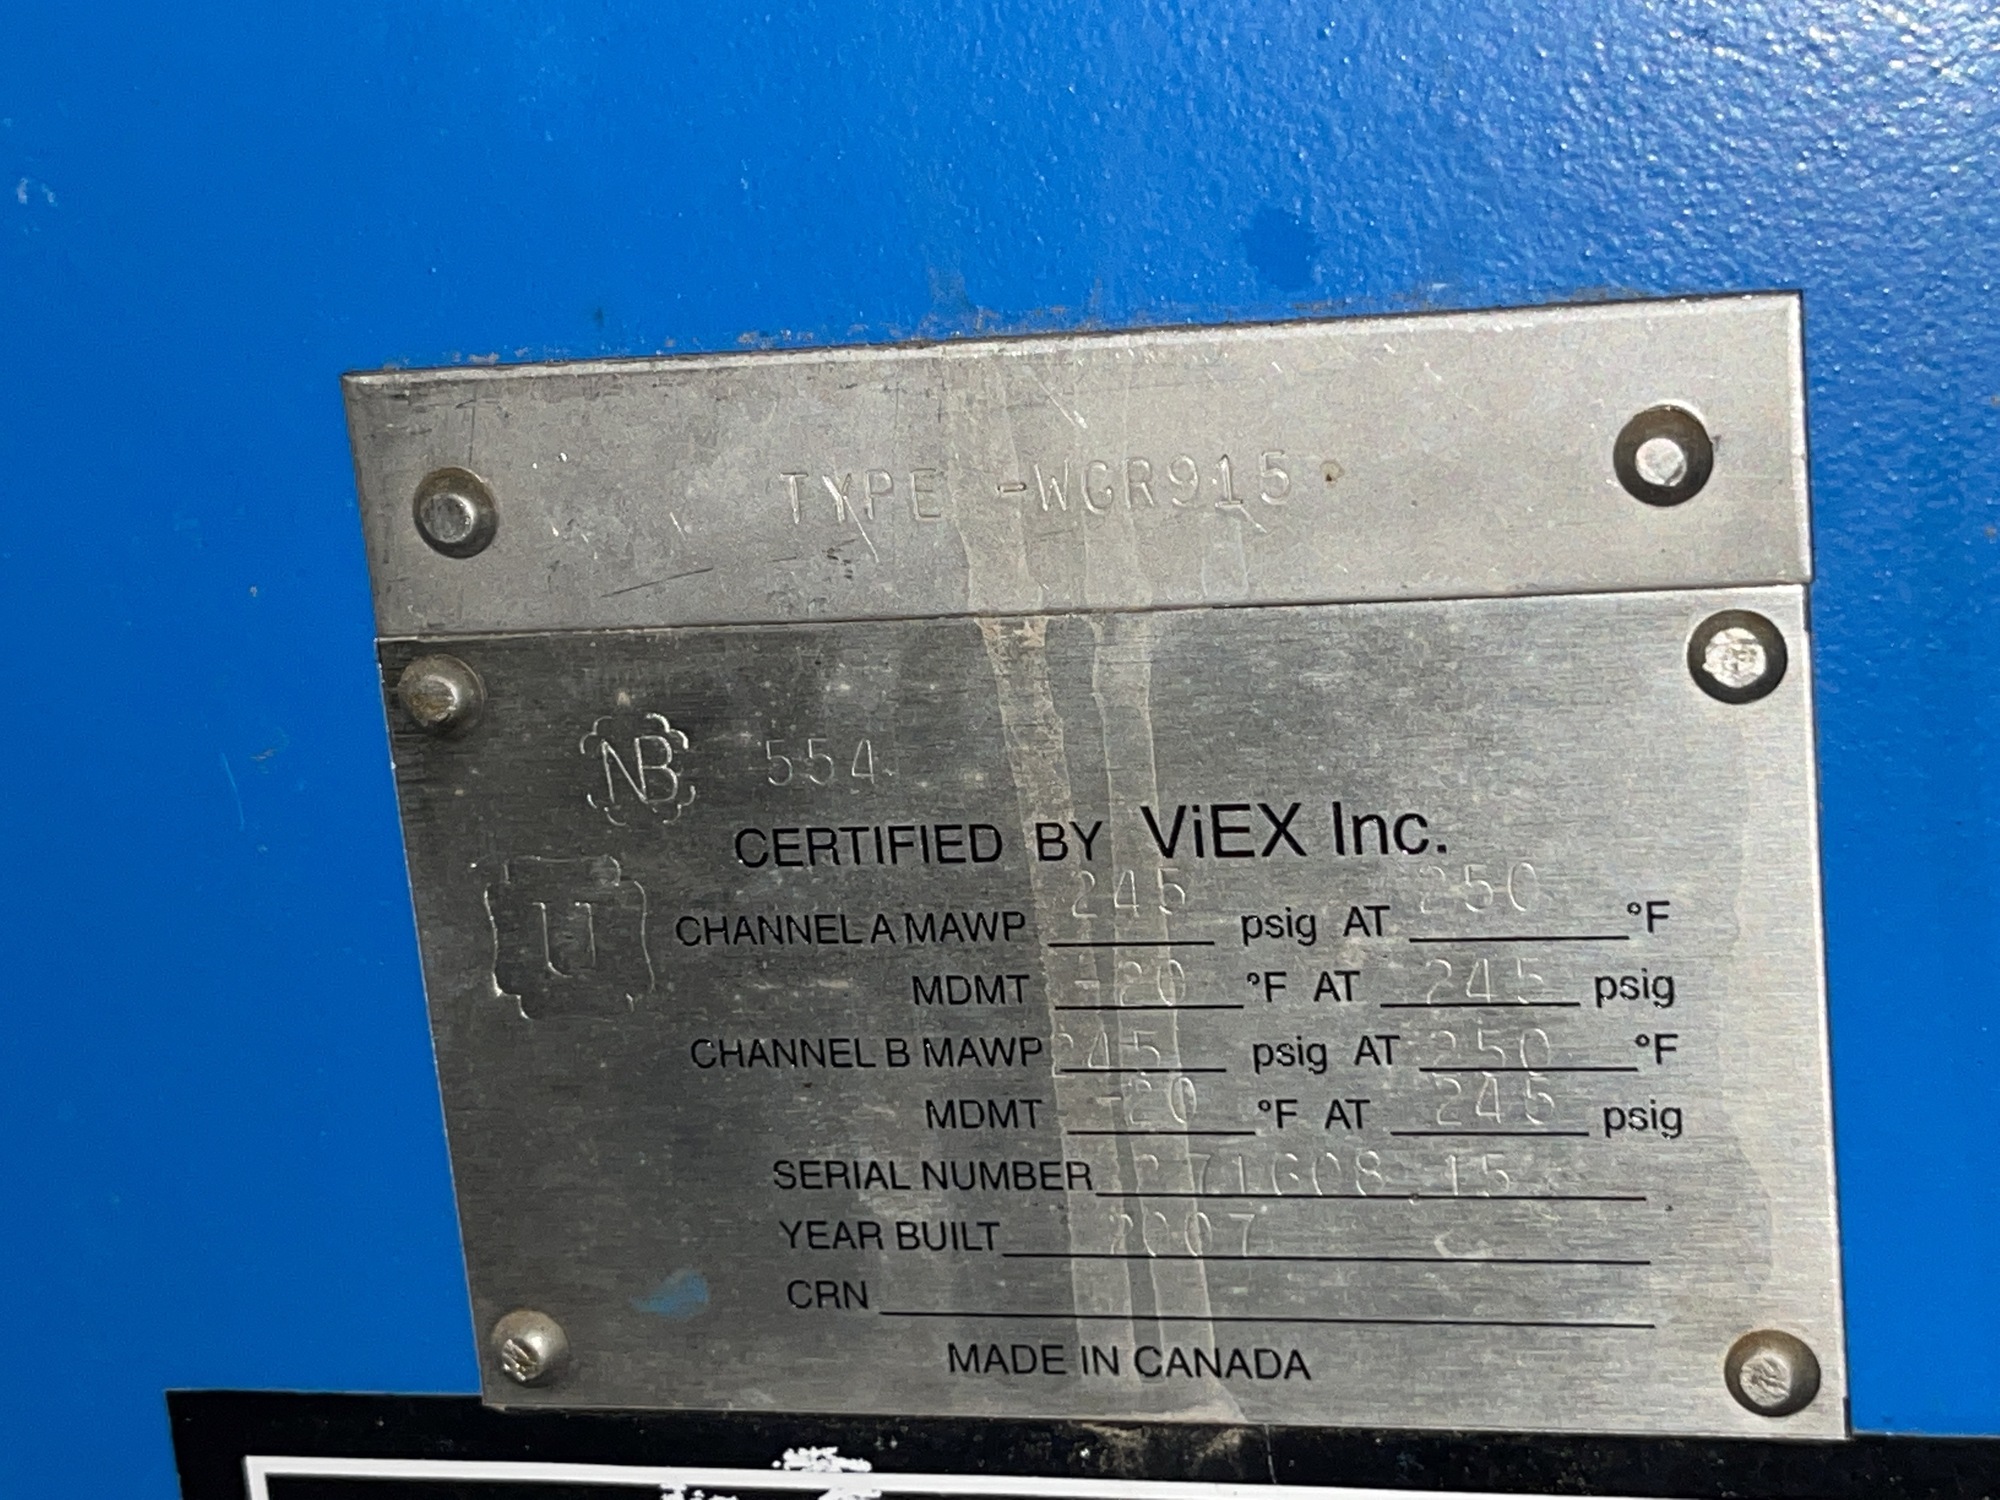 TYPE -WGR915
NB 554
CERTIFIED BY ViEX Inc.
U
CHANNEL A MAWP 245 psig AT 250 °F
MDMT -20 °F AT 245 psig
CHANNEL B MAWP 245 psig AT 250 °F
MDMT -20 °F AT 245 psig
SERIAL NUMBER
YEAR BUILT 2007
CRN
MADE IN CANADA